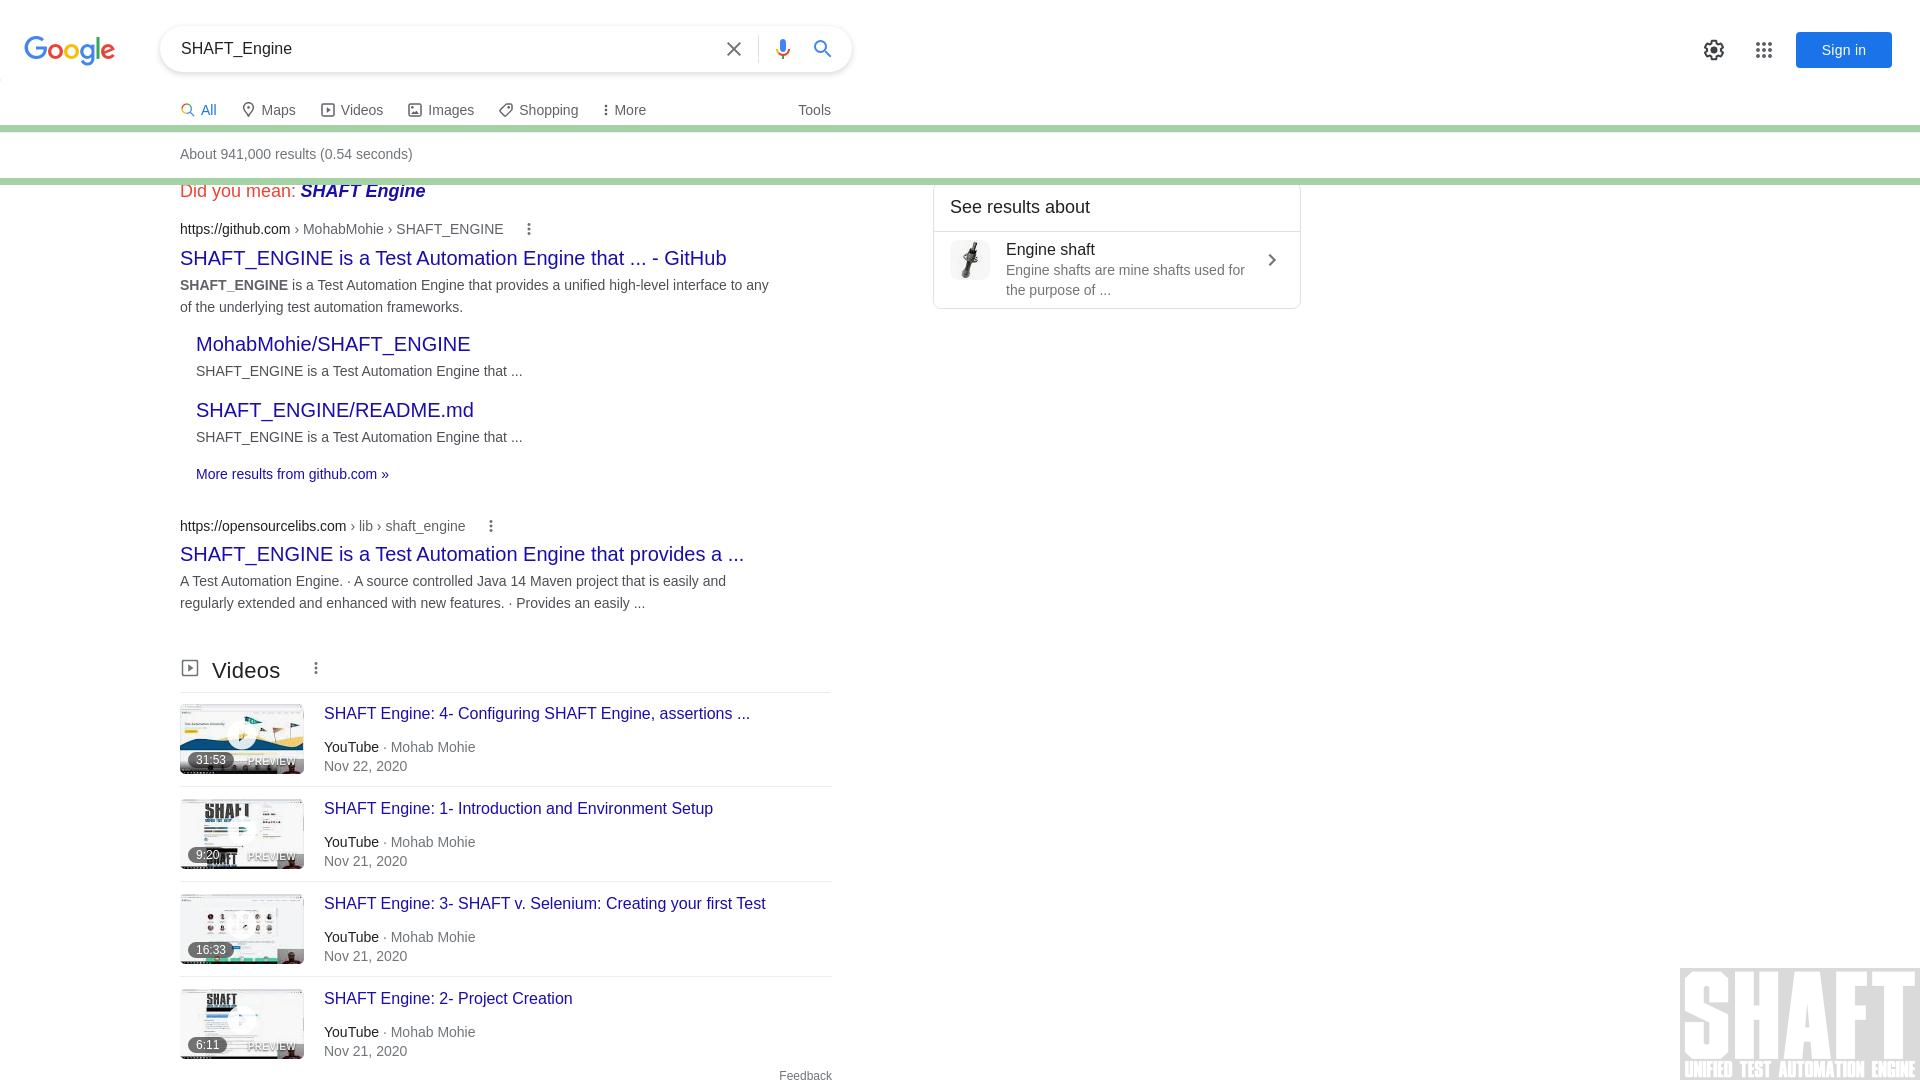 Google
SHAFT_Engine
Sign in
All
Maps
Videos
Images
Shopping
More
Tools
About 941,000 results (0.54 seconds)
Did you mean: SHAFT Engine
https://github.com › MohabMohie › SHAFT_ENGINE
SHAFT_ENGINE is a Test Automation Engine that ... - GitHub
SHAFT_ENGINE is a Test Automation Engine that provides a unified high-level interface to any
of the underlying test automation frameworks.
MohabMohie/SHAFT_ENGINE
SHAFT_ENGINE is a Test Automation Engine that ...
SHAFT_ENGINE/README.md
SHAFT_ENGINE is a Test Automation Engine that ...
More results from github.com »
https://opensourcelibs.com › lib › shaft_engine
SHAFT_ENGINE is a Test Automation Engine that provides a ...
A Test Automation Engine. · A source controlled Java 14 Maven project that is easily and
regularly extended and enhanced with new features. · Provides an easily ...
Videos
SHAFT Engine: 4- Configuring SHAFT Engine, assertions ...
YouTube · Mohab Mohie
Nov 22, 2020
31:53
PREVIEW
SHAFT Engine: 1- Introduction and Environment Setup
YouTube · Mohab Mohie
Nov 21, 2020
SHAFT
9:20
PREVIEW
SHAFT Engine: 3- SHAFT v. Selenium: Creating your first Test
YouTube · Mohab Mohie
Nov 21, 2020
16:33
SHAFT Engine: 2- Project Creation
YouTube · Mohab Mohie
Nov 21, 2020
SHAFT
6:11
PREVIEW
Feedback
See results about
Engine shaft
Engine shafts are mine shafts used for
the purpose of ...
SHAFT
UNIFIED TEST AUTOMATION ENGINE